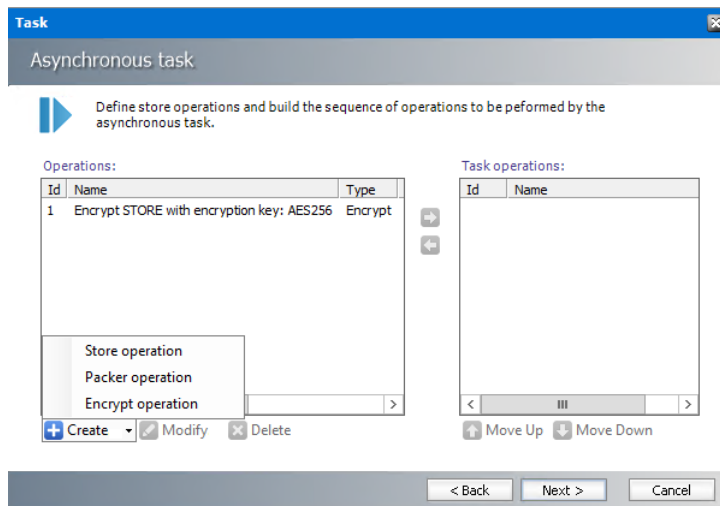 Task
Asynchronous task
Define store operations and build the sequence of operations to be peformed by the
asynchronous task.
Operations:
Task operations:
Id Name Type
Id Name
1 Encrypt STORE with encryption key: AES256 Encrypt
Store operation
Packer operation
Encrypt operation
Create Modify Delete
Move Up Move Down
< Back Next > Cancel